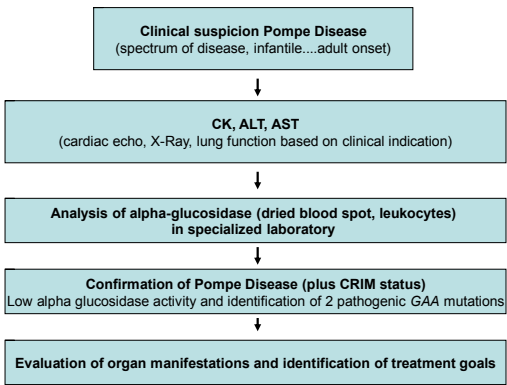 Clinical suspicion Pompe Disease
(spectrum of disease, infantile....adult onset)
CK, ALT, AST
(cardiac echo, X-Ray, lung function based on clinical indication)
Analysis of alpha-glucosidase (dried blood spot, leukocytes)
in specialized laboratory
Confirmation of Pompe Disease (plus CRIM status)
Low alpha glucosidase activity and identification of 2 pathogenic GAA mutations
Evaluation of organ manifestations and identification of treatment goals